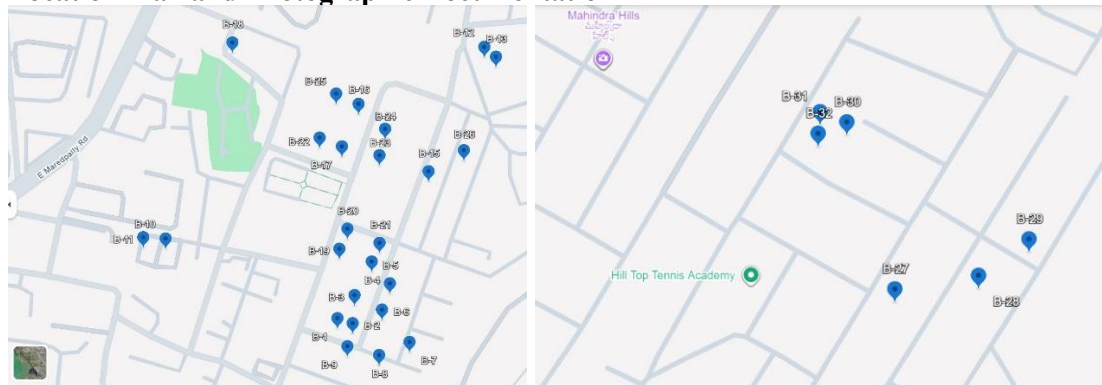 B-18
B-12
B-13
B-25
B-16
B-24
B-22
B-26
B-23
B-15
B-17
E Maredpally Rd
B-20
B-10
B-21
B-11
B-19
B-5
B-4
B-3
B-6
B-2
B-1
B-7
B-9
B-8
Mahindra Hills
B-31
B-30
B-32
B-29
Hill Top Tennis Academy
B-27
B-28